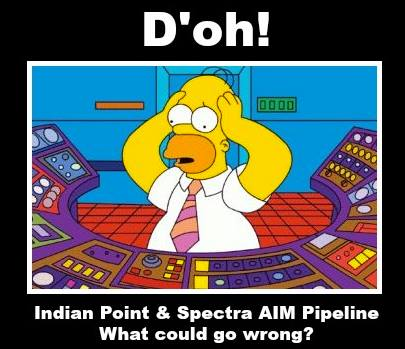 D'oh!
Indian Point & Spectra AIM Pipeline
What could go wrong?